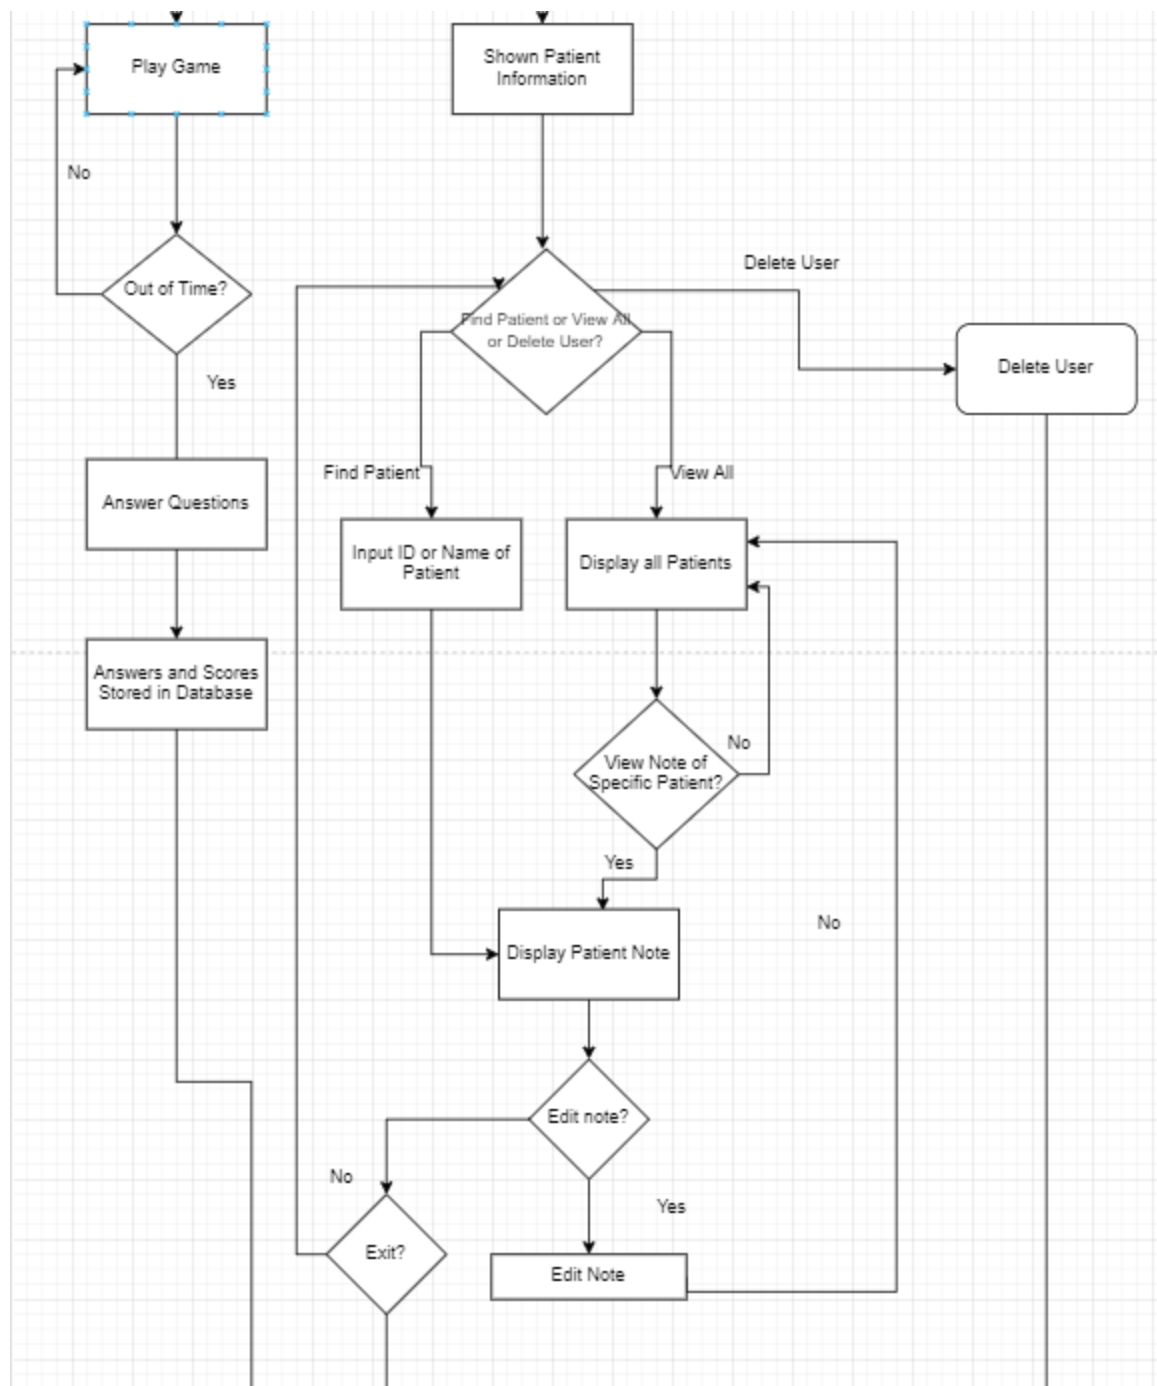 Play Game
Shown Patient
Information
No
Out of Time?
Delete User
Find Patient or View All
or Delete User?
Delete User
Yes
Find Patient
View All
Answer Questions
Input ID or Name of
Patient
Display all Patients
Answers and Scores
Stored in Database
No
View Note of
Specific Patient?
Yes
No
Display Patient Note
Edit note?
No
Yes
Exit?
Edit Note